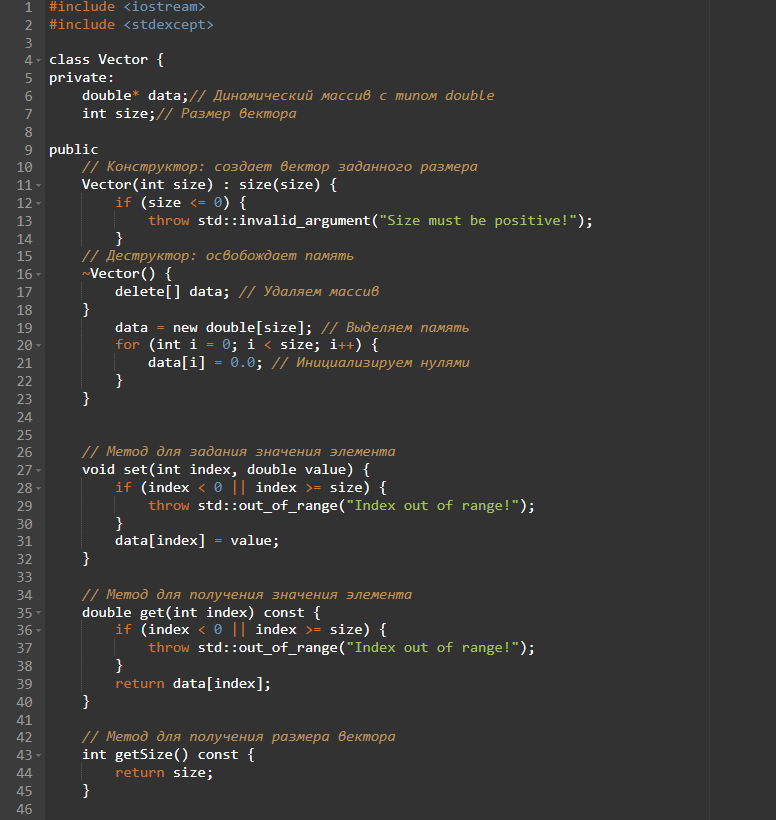 1 #include <iostream>
2 #include <stdexcept>
3
4 class Vector {
5 private:
6     double* data;// Динамический массив с типом double
7     int size;// Размер вектора
8
9 public
10     // Конструктор: создает вектор заданного размера
11     Vector(int size) : size(size) {
12         if (size <= 0) {
13             throw std::invalid_argument("Size must be positive!");
14         }
15     // Деструктор: освобождает память
16     ~Vector() {
17         delete[] data; // Удаляем массив
18     }
19         data = new double[size]; // Выделяем память
20         for (int i = 0; i < size; i++) {
21             data[i] = 0.0; // Инициализируем нулями
22         }
23     }
24
25
26     // Метод для задания значения элемента
27     void set(int index, double value) {
28         if (index < 0 || index >= size) {
29             throw std::out_of_range("Index out of range!");
30         }
31         data[index] = value;
32     }
33
34     // Метод для получения значения элемента
35     double get(int index) const {
36         if (index < 0 || index >= size) {
37             throw std::out_of_range("Index out of range!");
38         }
39         return data[index];
40     }
41
42     // Метод для получения размера вектора
43     int getSize() const {
44         return size;
45     }
46